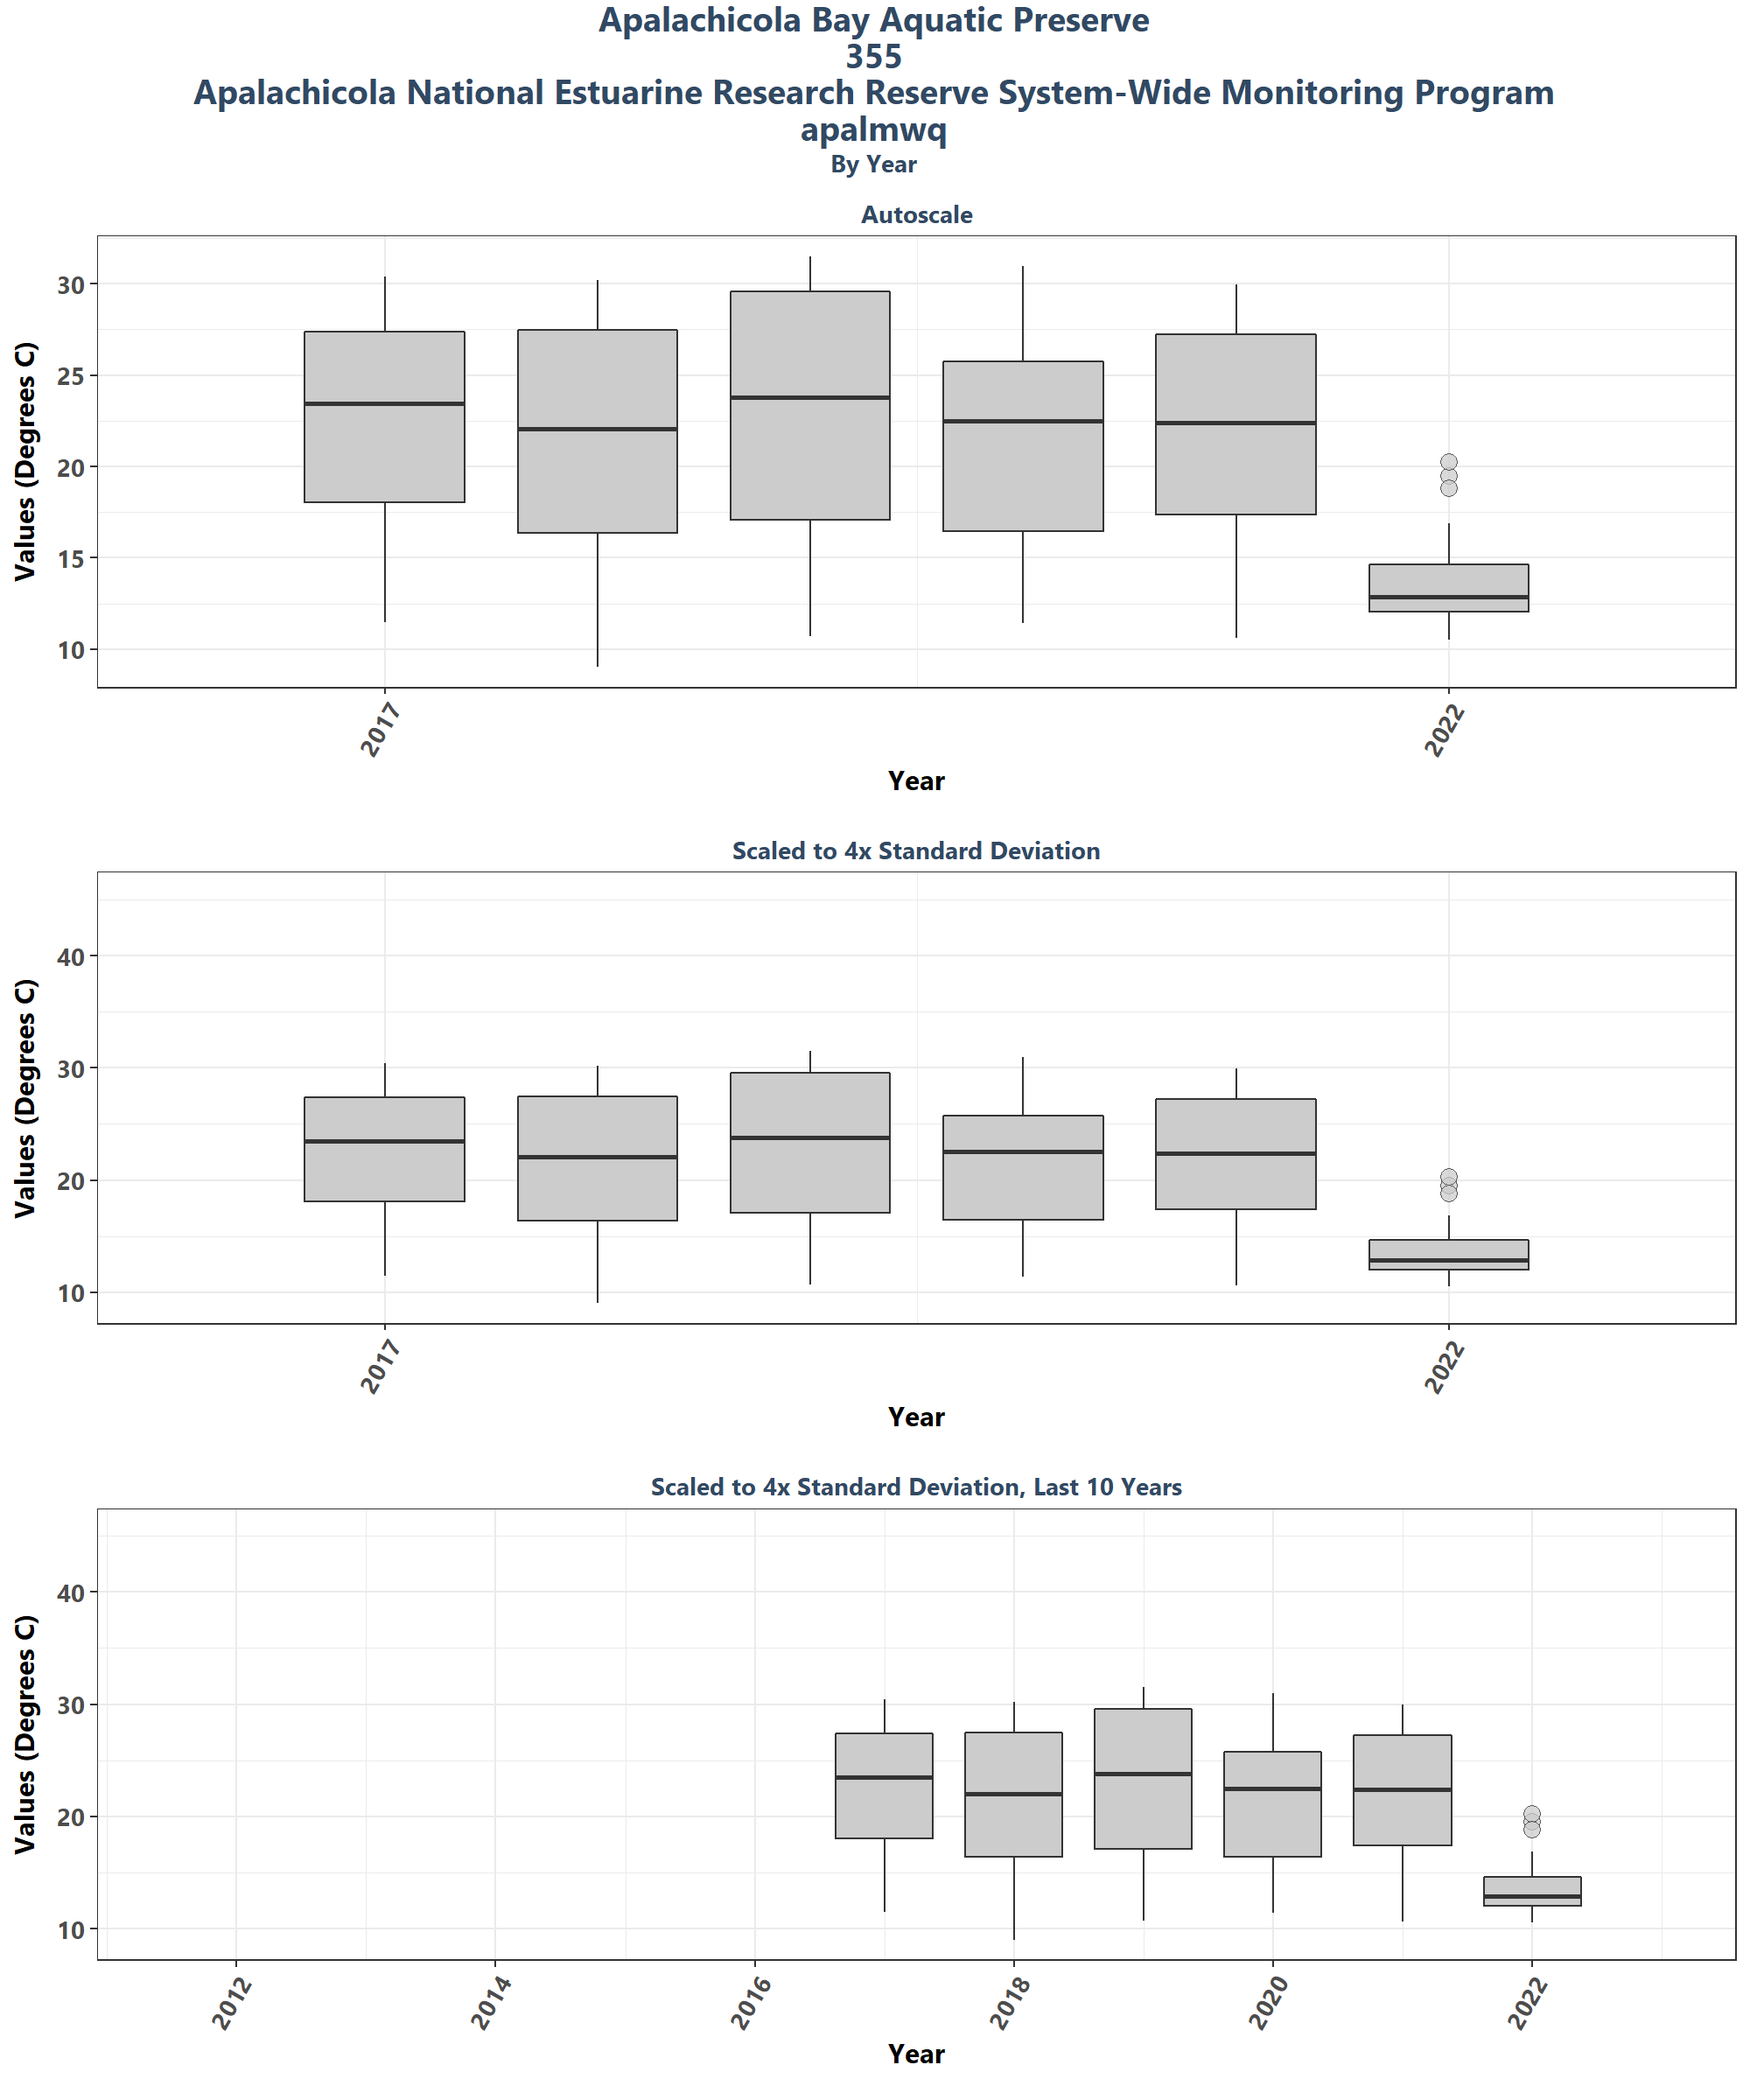 Apalachicola Bay Aquatic Preserve
355
Apalachicola National Estuarine Research Reserve System-Wide Monitoring Program
apalmwq
By Year
Autoscale
Values (Degrees C)
30
25
20
15
10
2017
2022
Year
Scaled to 4x Standard Deviation
Values (Degrees C)
40
30
20
10
2017
2022
Year
Scaled to 4x Standard Deviation, Last 10 Years
Values (Degrees C)
40
30
20
10
2012
2014
2016
2018
2020
2022
Year